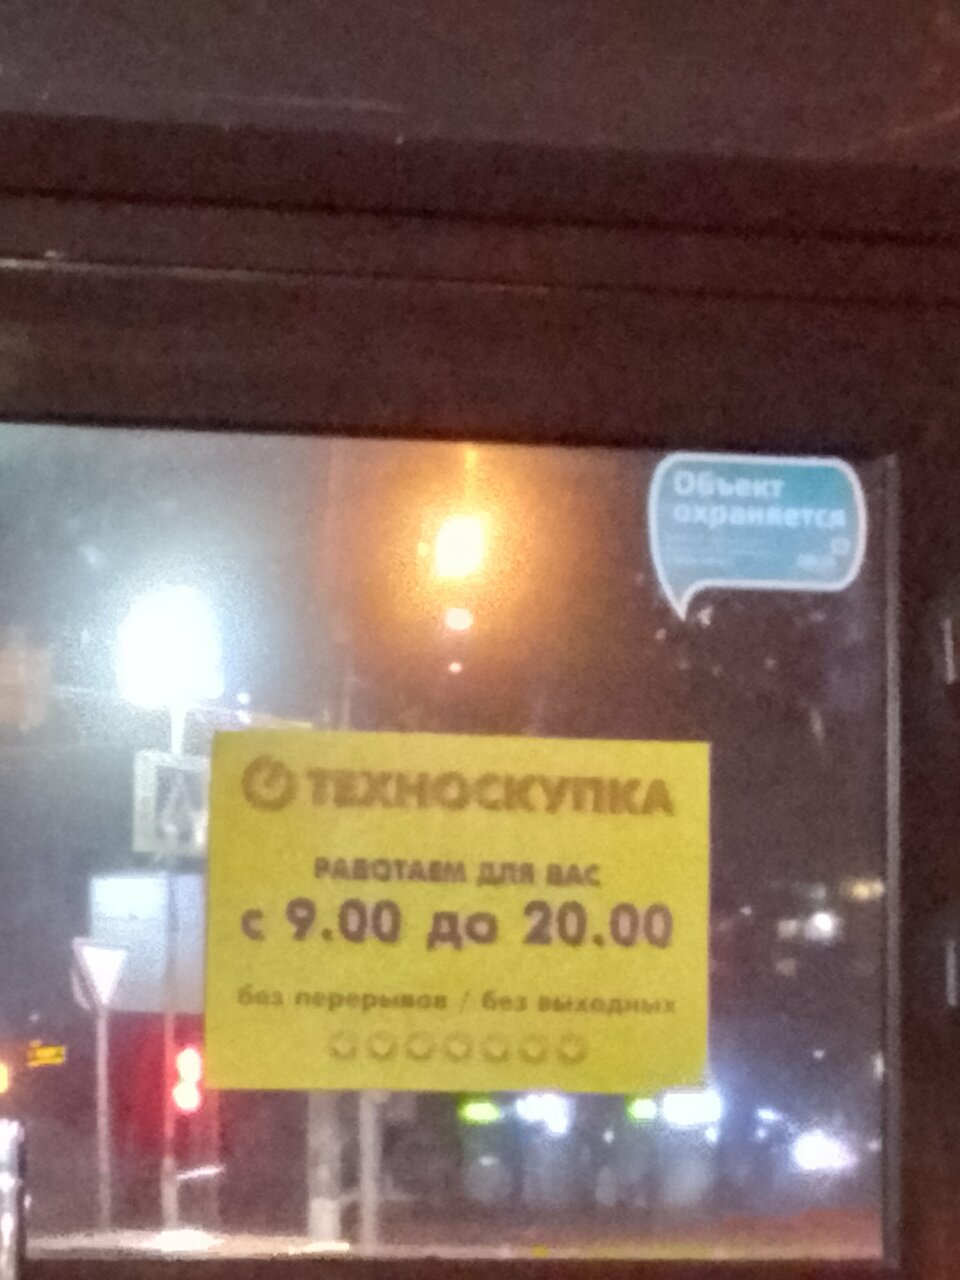 Объект
охраняется
ТЕХНОСКУПКА
РАБОТАЕМ ДЛЯ ВАС
с 9.00 до 20.00
без перерывов / без выходных